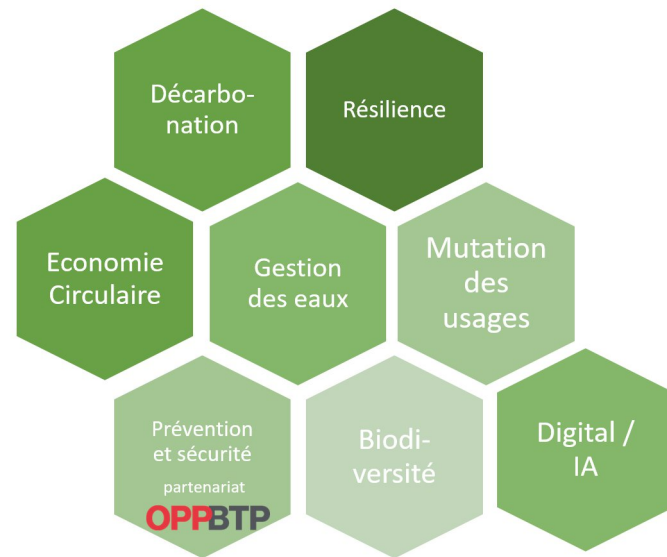 Décarbo-
nation
Résilience
Economie
Circulaire
Gestion
des eaux
Mutation
des
usages
Prévention
et sécurité
partenariat
OPPBTP
Biodi-
versité
Digital /
IA